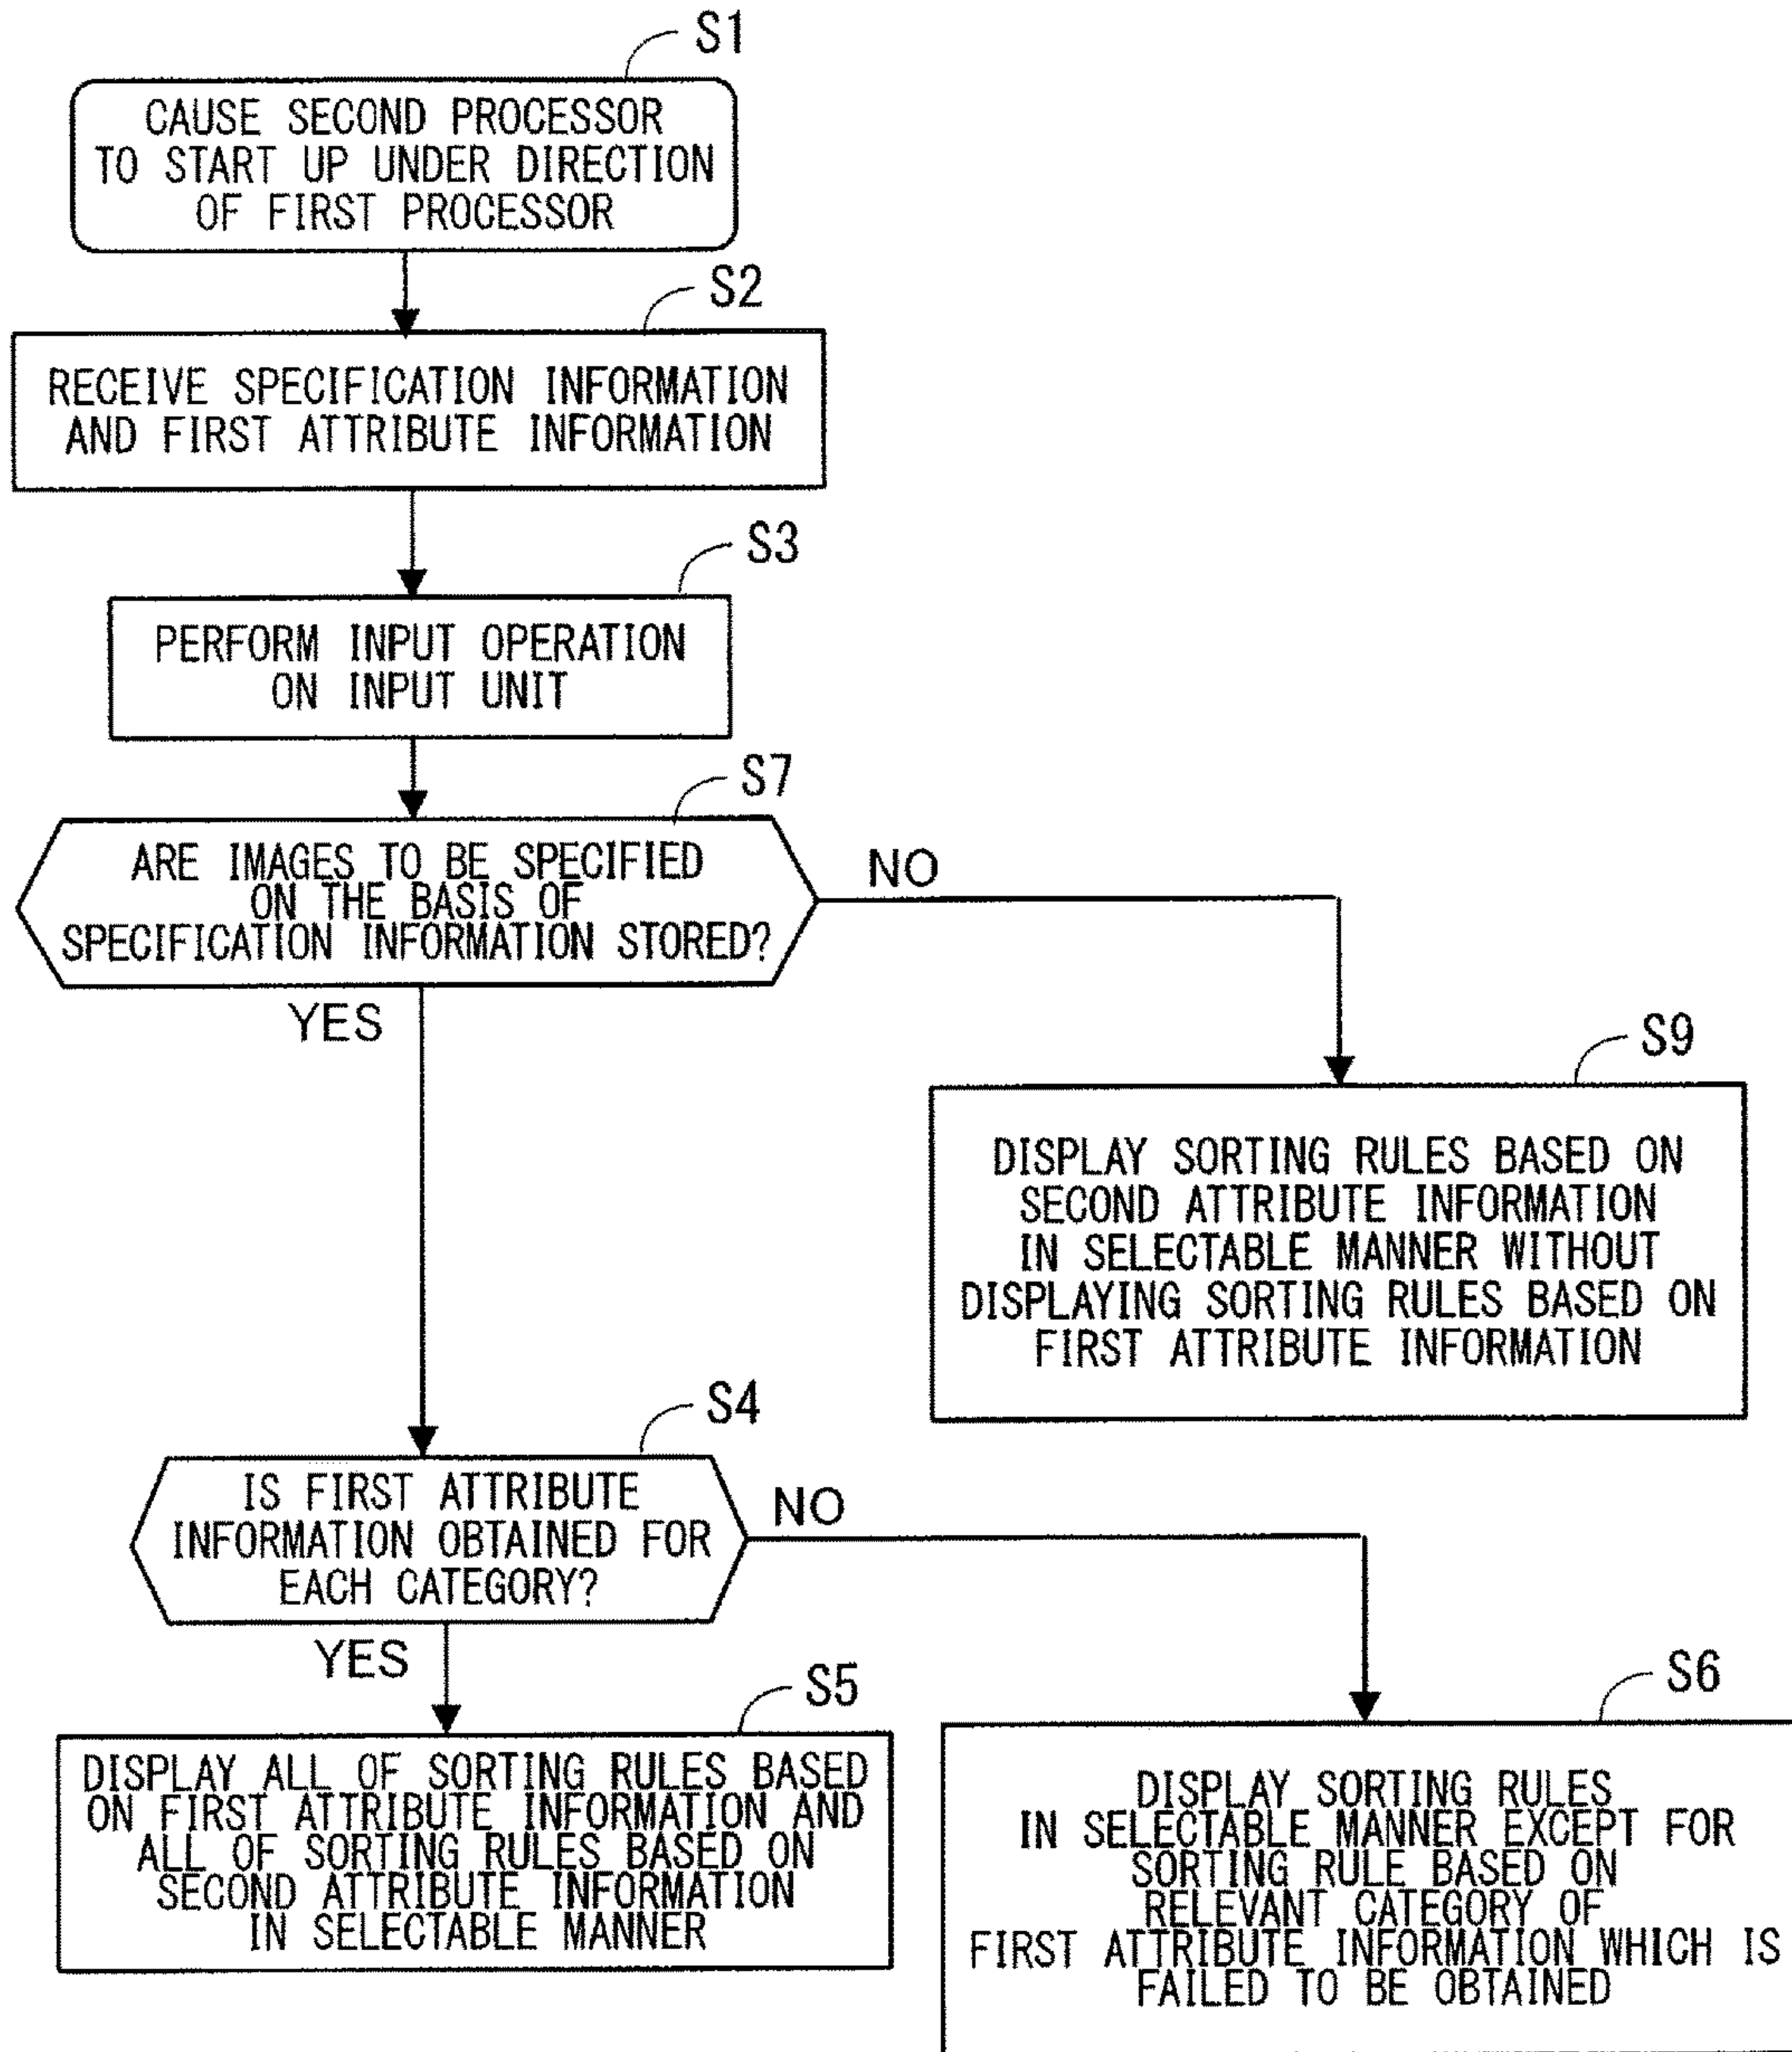 S1
CAUSE SECOND PROCESSOR
TO START UP UNDER DIRECTION
OF FIRST PROCESSOR
S2
RECEIVE SPECIFICATION INFORMATION
AND FIRST ATTRIBUTE INFORMATION
S3
PERFORM INPUT OPERATION
ON INPUT UNIT
S7
ARE IMAGES TO BE SPECIFIED
ON THE BASIS OF
SPECIFICATION INFORMATION STORED?
NO
YES
S9
DISPLAY SORTING RULES BASED ON
SECOND ATTRIBUTE INFORMATION
IN SELECTABLE MANNER WITHOUT
DISPLAYING SORTING RULES BASED ON
FIRST ATTRIBUTE INFORMATION
S4
IS FIRST ATTRIBUTE
INFORMATION OBTAINED FOR
EACH CATEGORY?
NO
YES
S5
DISPLAY ALL OF SORTING RULES BASED
ON FIRST ATTRIBUTE INFORMATION AND
ALL OF SORTING RULES BASED ON
SECOND ATTRIBUTE INFORMATION
IN SELECTABLE MANNER
S6
DISPLAY SORTING RULES
IN SELECTABLE MANNER EXCEPT FOR
SORTING RULE BASED ON
RELEVANT CATEGORY OF
FIRST ATTRIBUTE INFORMATION WHICH IS
FAILED TO BE OBTAINED